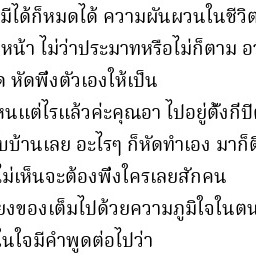 มีได้ก็หมดได้ ความผันผวนในชีวิต
หน้า ไม่ว่าประมาทหรือไม่ก็ตาม อา
ด หัดพึ่งตัวเองให้เป็น
หนแต่ไรแล้วค่ะคุณอา ไปอยู่ตั้งกี่ปีต
บบ้านเลย อะไรๆ ก็หัดทำเอง มาก็ดี
ไม่เห็นจะต้องพึ่งใครเลยสักคน
ยงของเต็มไปด้วยความภูมิใจในตน
นใจมีคำพูดต่อไปว่า